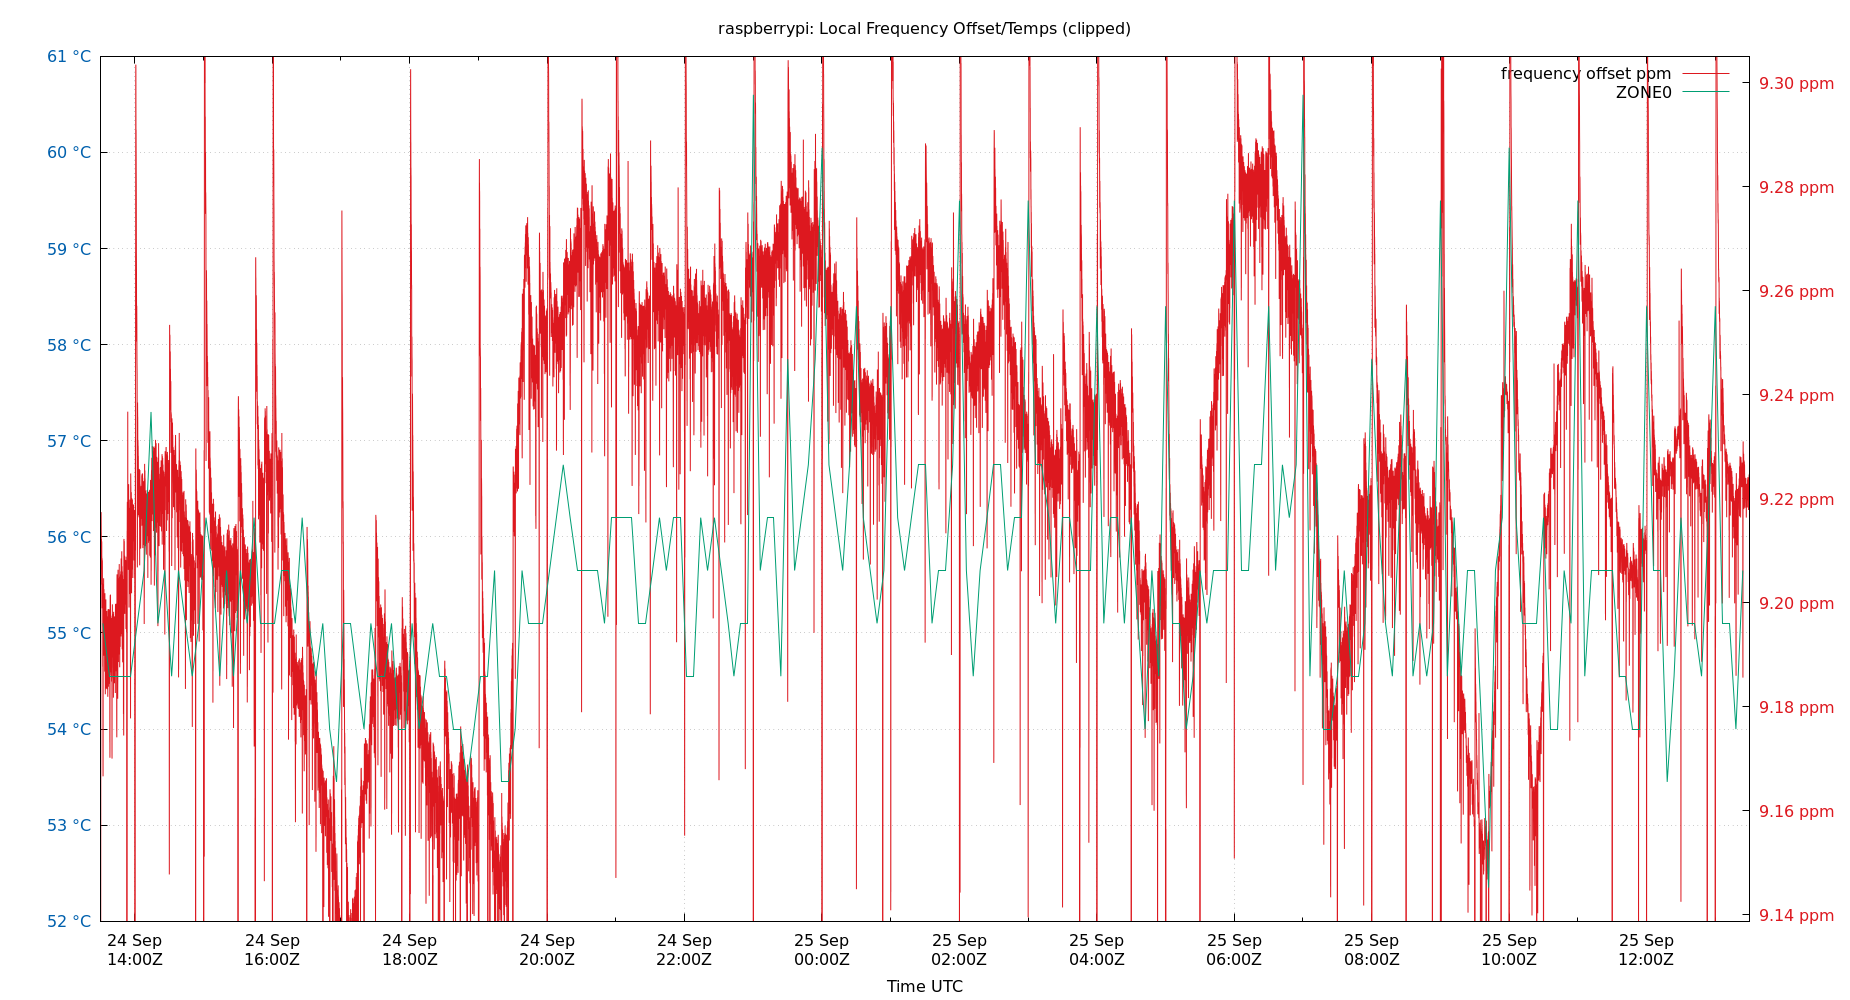 raspberrypi: Local Frequency Offset/Temps (clipped)
61 °C
60 °C
59 °C
58 °C
57 °C
56 °C
55 °C
54 °C
53 °C
52 °C
frequency offset ppm
ZONE0
9.30 ppm
9.28 ppm
9.26 ppm
9.24 ppm
9.22 ppm
9.20 ppm
9.18 ppm
9.16 ppm
9.14 ppm
24 Sep
14:00Z
24 Sep
16:00Z
24 Sep
18:00Z
24 Sep
20:00Z
24 Sep
22:00Z
25 Sep
00:00Z
25 Sep
02:00Z
25 Sep
04:00Z
25 Sep
06:00Z
25 Sep
08:00Z
25 Sep
10:00Z
25 Sep
12:00Z
Time UTC